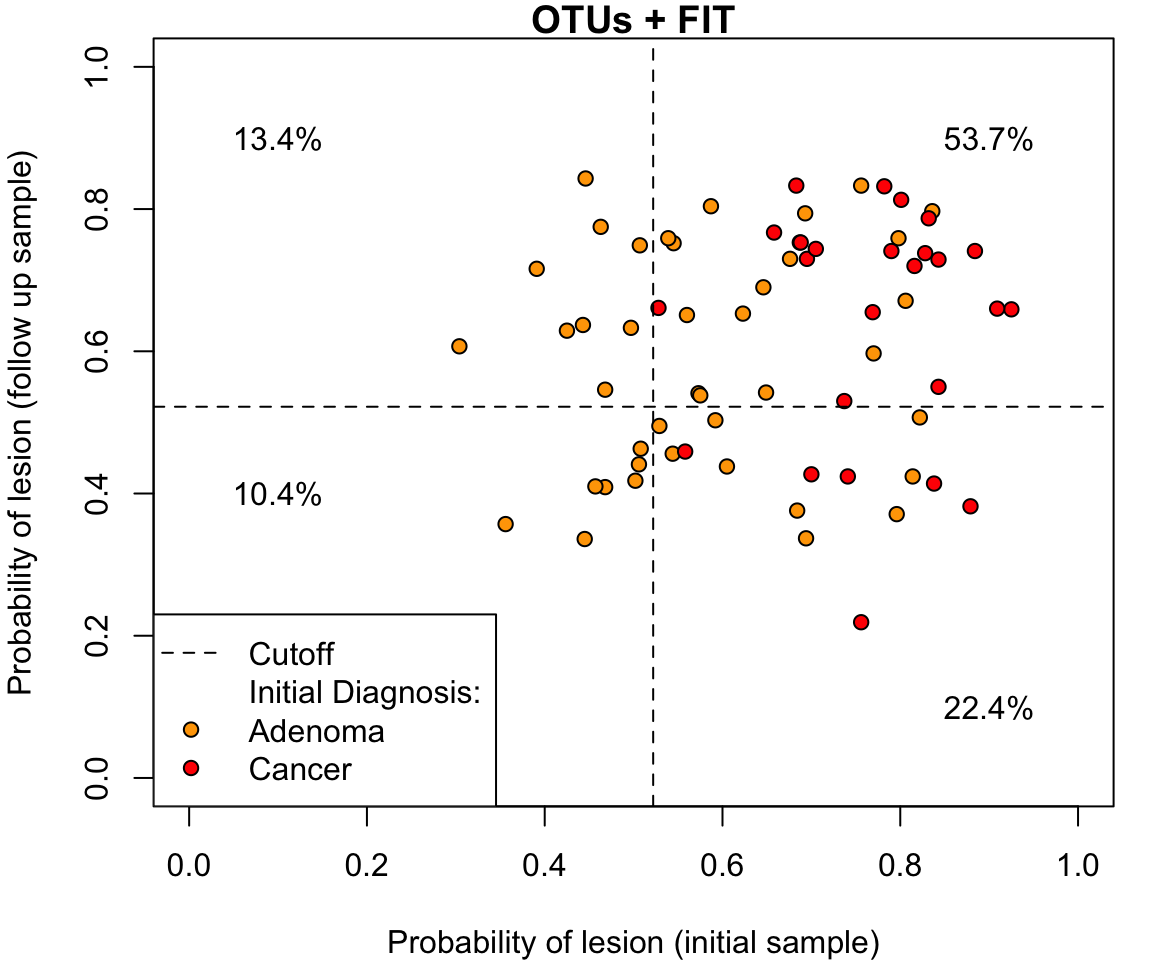 OTUs + FIT
Probability of lesion (follow up sample)
1.0
0.8
0.6
0.4
0.2
0.0
13.4%
53.7%
10.4%
22.4%
Cutoff
Initial Diagnosis:
Adenoma
Cancer
0.0 0.2 0.4 0.6 0.8 1.0
Probability of lesion (initial sample)